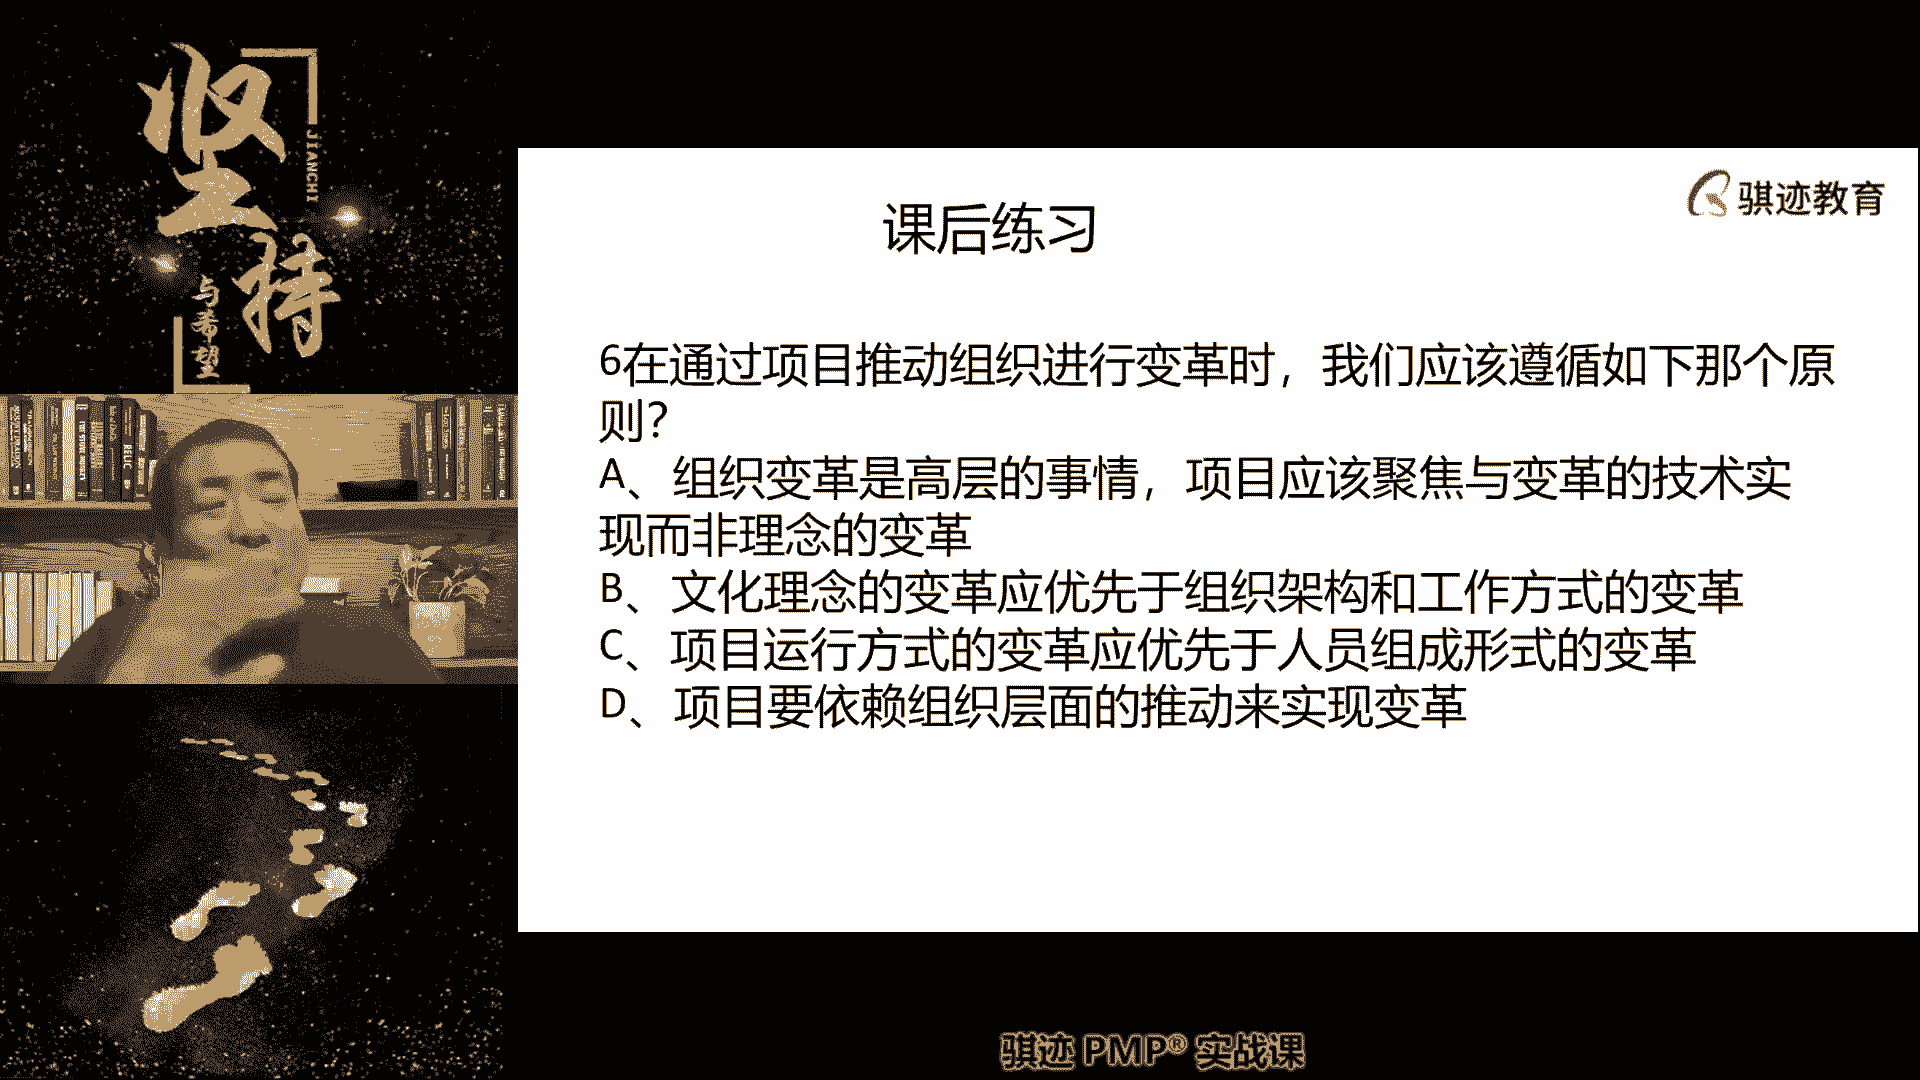 坚持
JIANCHI
与希望
骐迹教育
课后练习
6在通过项目推动组织进行变革时，我们应该遵循如下那个原
则？
A、组织变革是高层的事情，项目应该聚焦与变革的技术实
现而非理念的变革
B、文化理念的变革应优先于组织架构和工作方式的变革
C、项目运行方式的变革应优先于人员组成形式的变革
D、项目要依赖组织层面的推动来实现变革
RELIC
骐迹 PMP® 实战课